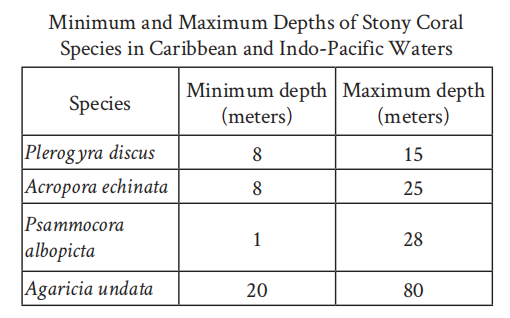 Minimum and Maximum Depths of Stony Coral
Species in Caribbean and Indo-Pacific Waters
Species
Minimum depth
(meters)
Maximum depth
(meters)
Plerogyra discus 8 15
Acropora echinata 8 25
Psammocora
albopicta 1 28
Agaricia undata 20 80